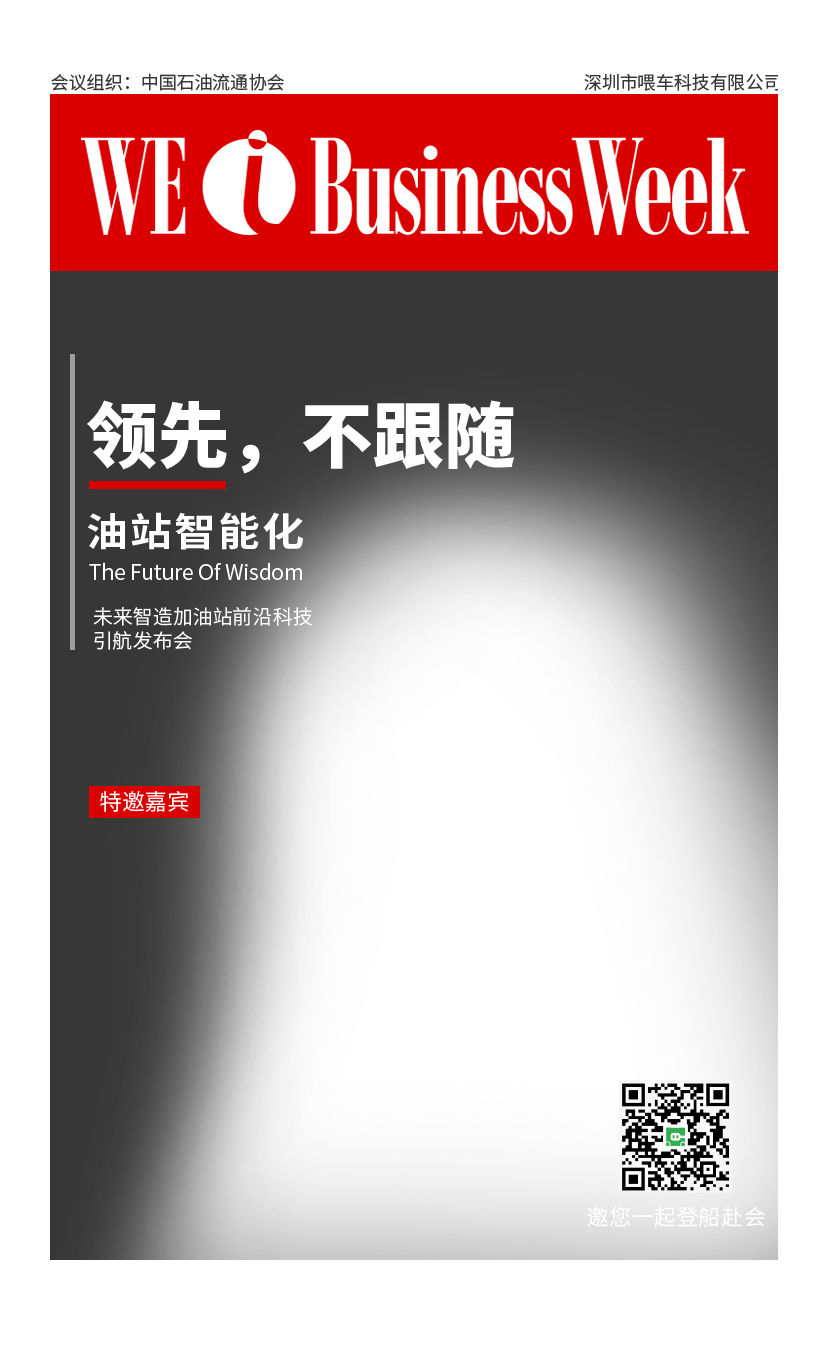 会议组织：中国石油流通协会
深圳市喂车科技有限公司
WE i BusinessWeek
领先，不跟随
油站智能化
The Future Of Wisdom
未来智造加油站前沿科技
引航发布会
特邀嘉宾
邀您一起登船赴会